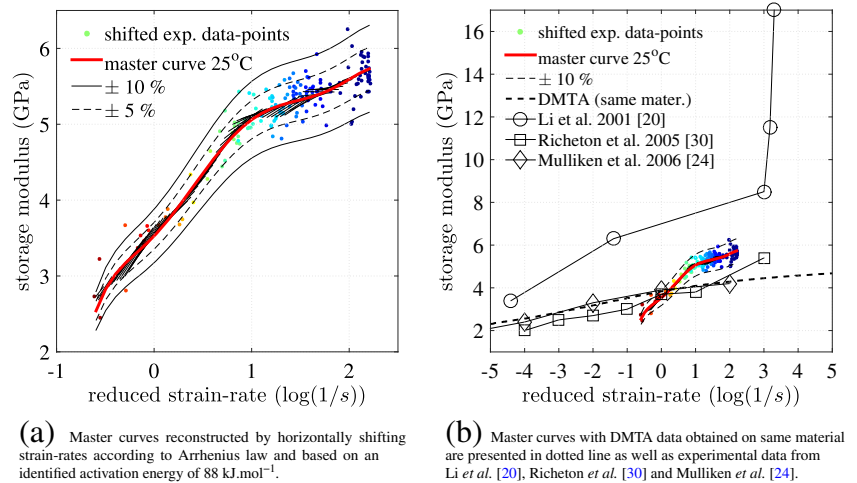 6
5
4
3
2
-1
0
1
2
storage modulus (GPa)
reduced strain-rate (log(1/s))
shifted exp. data-points
master curve 25°C
± 10 %
± 5 %
16
14
12
10
8
6
4
2
-5
-4
-3
-2
-1
0
1
2
3
4
5
storage modulus (GPa)
reduced strain-rate (log(1/s))
shifted exp. data-points
master curve 25°C
± 10 %
DMTA (same mater.)
Li et al. 2001 [20]
Richeton et al. 2005 [30]
Mulliken et al. 2006 [24]
(a) Master curves reconstructed by horizontally shifting
strain-rates according to Arrhenius law and based on an
identified activation energy of 88 kJ.mol⁻¹.
(b) Master curves with DMTA data obtained on same material
are presented in dotted line as well as experimental data from
Li et al. [20], Richeton et al. [30] and Mulliken et al. [24].